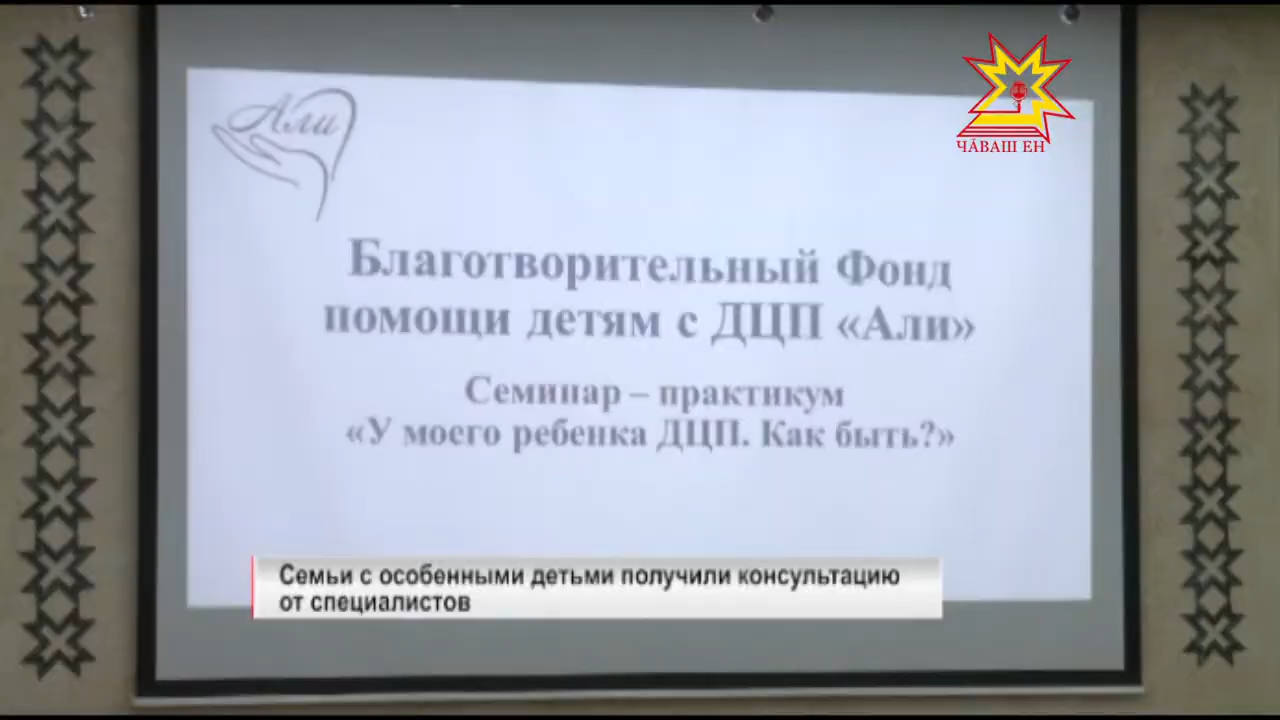 Али
ЧӐВАШ ЕН
Благотворительный Фонд
помощи детям с ДЦП «Али»
Семинар – практикум
«У моего ребенка ДЦП. Как быть?»
Семьи с особенными детьми получили консультацию
от специалистов